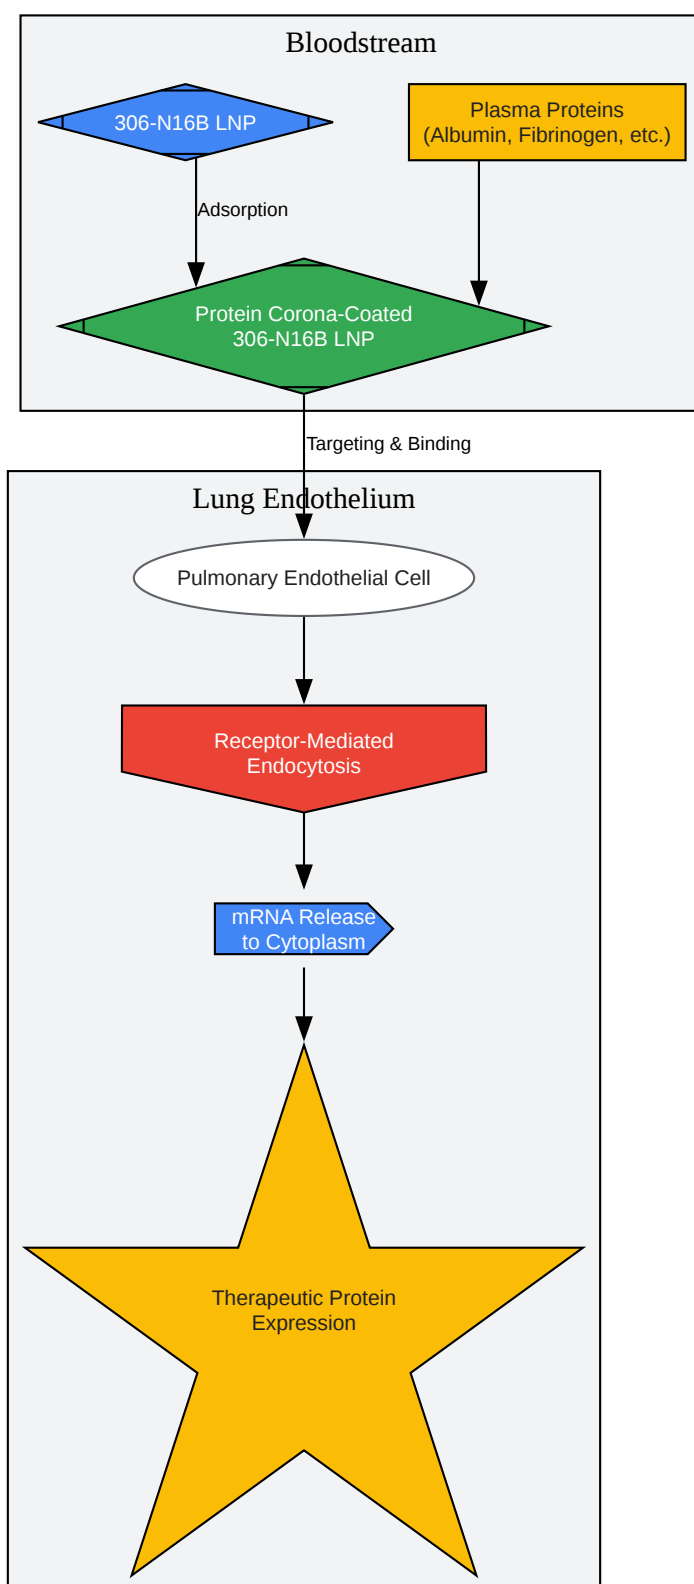 Bloodstream
306-N16B LNP
Plasma Proteins
(Albumin, Fibrinogen, etc.)
Adsorption
Protein Corona-Coated
306-N16B LNP
Targeting & Binding
Lung Endothelium
Pulmonary Endothelial Cell
Receptor-Mediated
Endocytosis
mRNA Release
to Cytoplasm
Therapeutic Protein
Expression